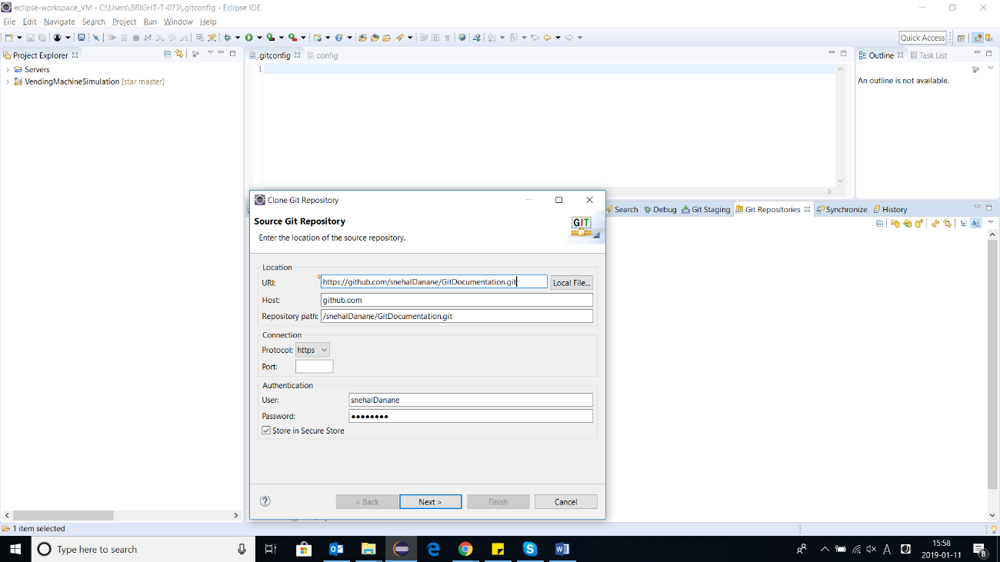 eclipse-workspace_VM - C:\Users\BRIGHT-T-073\.gitconfig - Eclipse IDE
File Edit Navigate Search Project Run Window Help
Quick Access
Project Explorer
Servers
VendingMachineSimulation [star master]
.gitconfig
config
1
Outline
Task List
An outline is not available.
Clone Git Repository
Source Git Repository
Enter the location of the source repository.
GIT
Location
URI: https://github.com/snehalDanane/GitDocumentation.git Local File...
Host: github.com
Repository path: /snehalDanane/GitDocumentation.git
Connection
Protocol: https
Port:
Authentication
User: snehalDanane
Password: ●●●●●●●●
Store in Secure Store
< Back Next > Finish Cancel
Search Debug Git Staging Git Repositories Synchronize History
1 item selected
Type here to search
15:58
2019-01-11
8